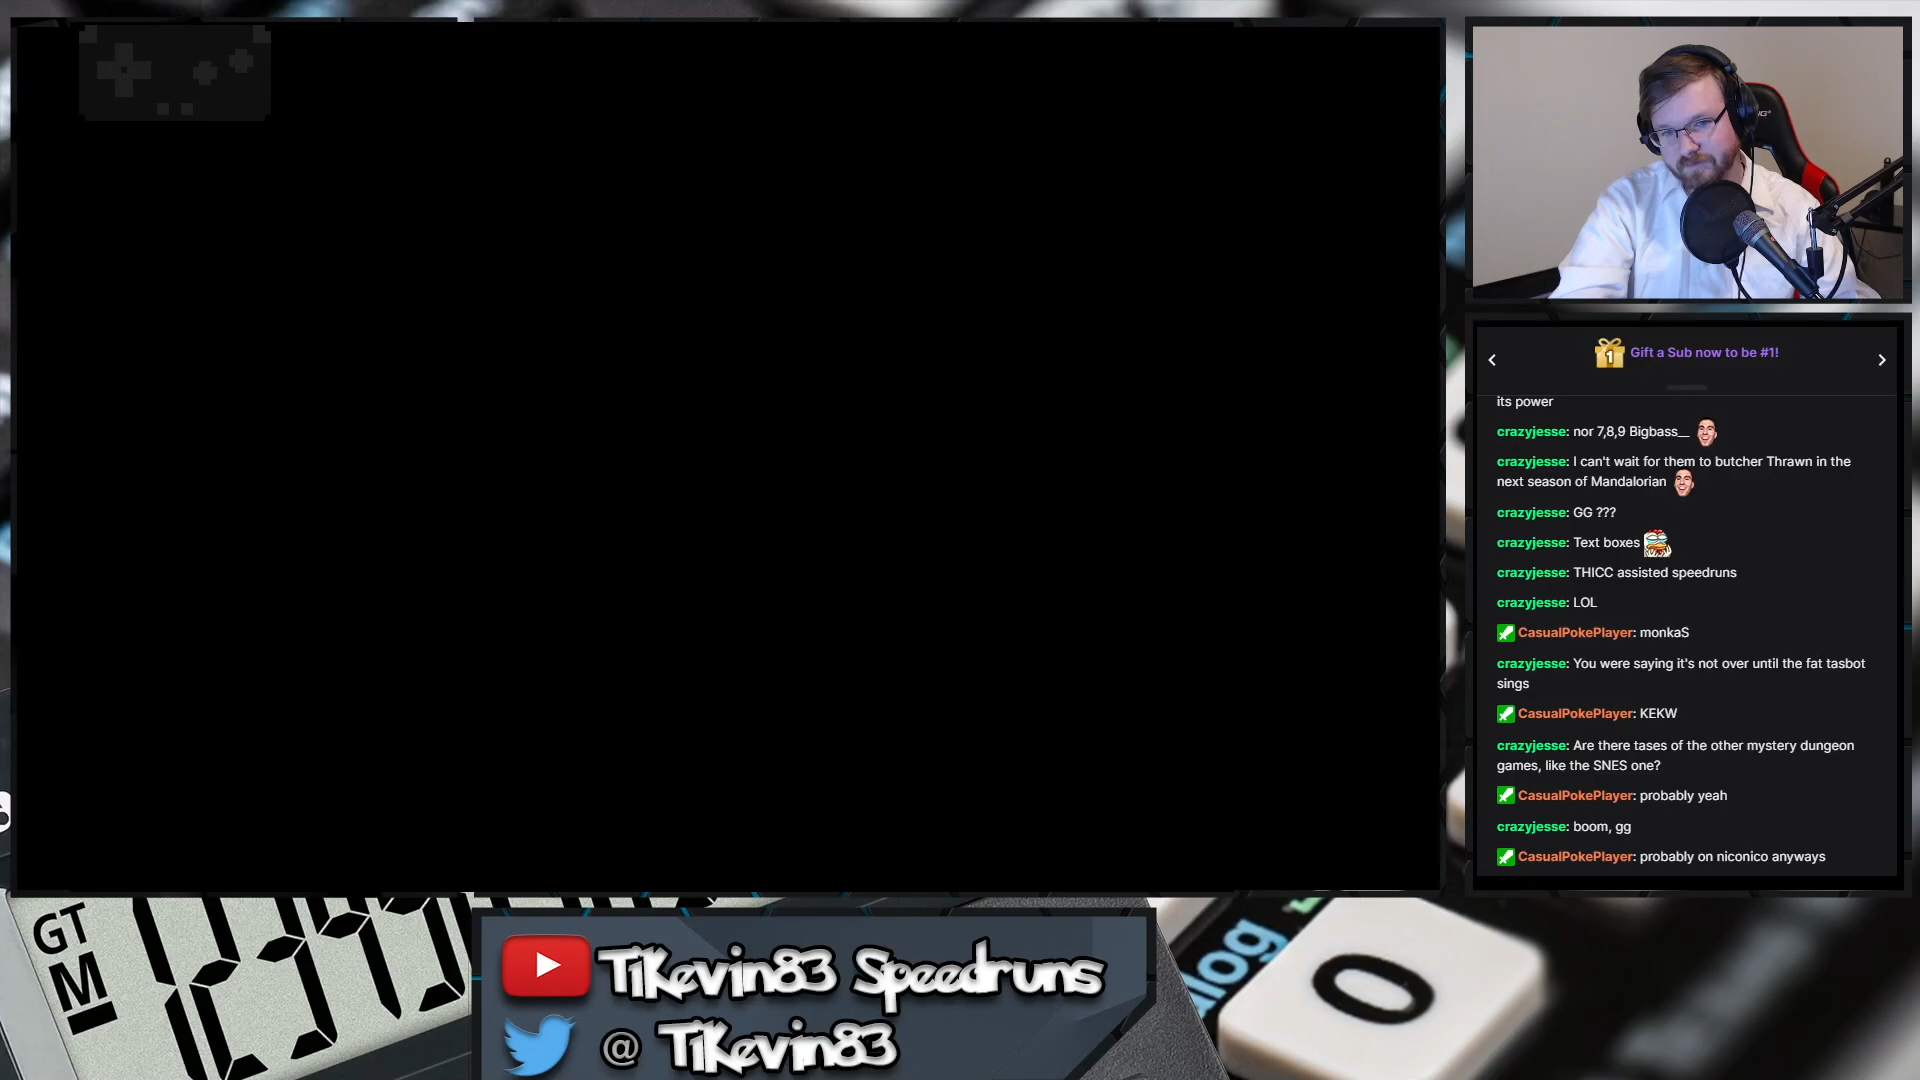 1 Gift a Sub now to be #1!
its power
crazyjesse: nor 7,8,9 Bigbass__
crazyjesse: I can't wait for them to butcher Thrawn in the
next season of Mandalorian
crazyjesse: GG ???
crazyjesse: Text boxes
crazyjesse: THICC assisted speedruns
crazyjesse: LOL
CasualPokePlayer: monkaS
crazyjesse: You were saying it's not over until the fat tasbot
sings
CasualPokePlayer: KEKW
crazyjesse: Are there tases of the other mystery dungeon
games, like the SNES one?
CasualPokePlayer: probably yeah
crazyjesse: boom, gg
CasualPokePlayer: probably on niconico anyways
GT
M
TiKevin83 Speedruns
@ TiKevin83
alog
0